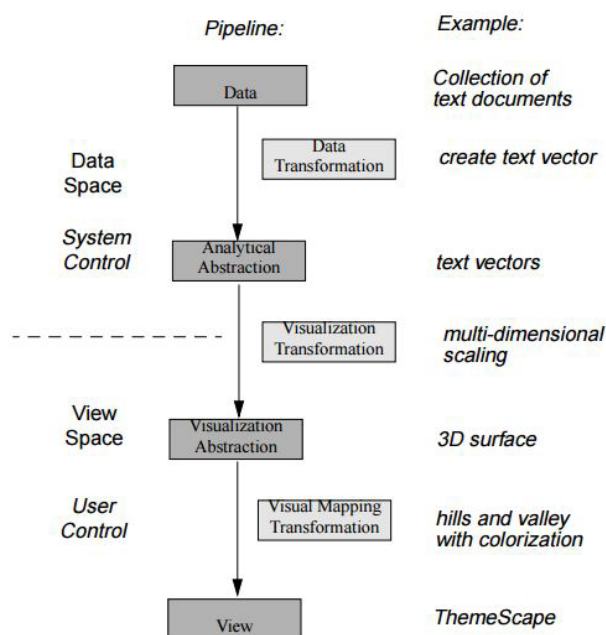 Pipeline:
Example:
Data
Collection of
text documents
Data
Space
Data
Transformation
create text vector
System
Control
Analytical
Abstraction
text vectors
Visualization
Transformation
multi-dimensional
scaling
View
Space
Visualization
Abstraction
3D surface
User
Control
Visual Mapping
Transformation
hills and valley
with colorization
View
ThemeScape